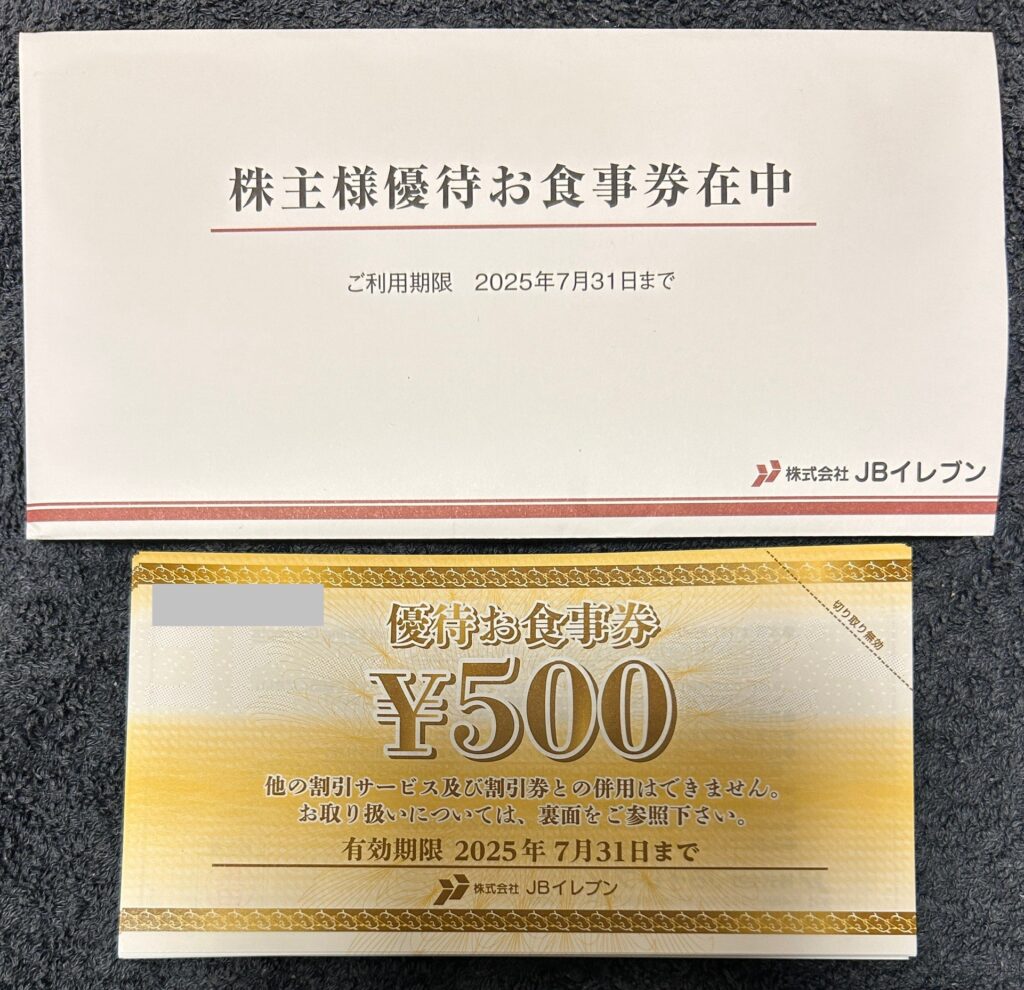 株主様優待お食事券在中
ご利用期限 2025年7月31日まで
株式会社 JBイレブン
切り取り無効
優待お食事券
¥500
他の割引サービス及び割引券との併用はできません。
お取り扱いについては、裏面をご参照下さい。
有効期限 2025年7月31日まで
株式会社 JBイレブン